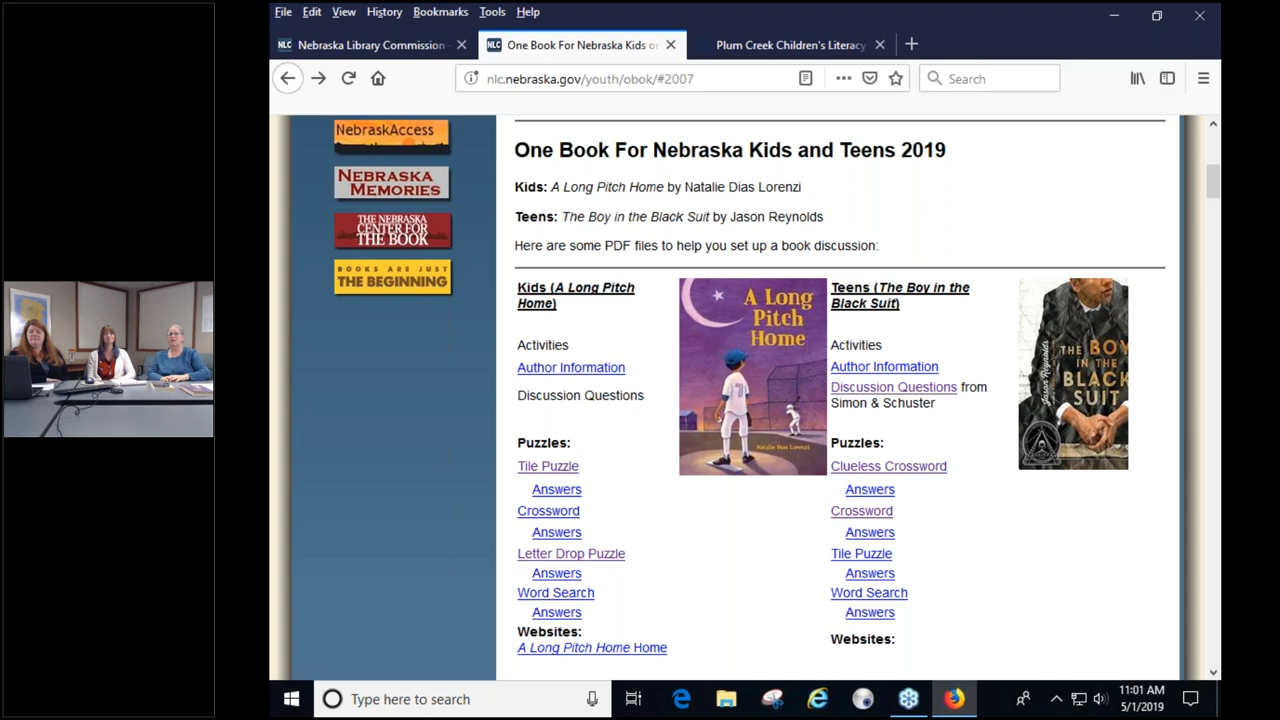 File Edit View History Bookmarks Tools Help
Nebraska Library Commission -
One Book For Nebraska Kids or
Plum Creek Children's Literacy
nlc.nebraska.gov/youth/obok/#2007
Search
NebraskAccess
NEBRASKA
MEMORIES
THE NEBRASKA
CENTER FOR
THE BOOK
BOOKS ARE JUST
THE BEGINNING
One Book For Nebraska Kids and Teens 2019
Kids: A Long Pitch Home by Natalie Dias Lorenzi
Teens: The Boy in the Black Suit by Jason Reynolds
Here are some PDF files to help you set up a book discussion:
Kids (A Long Pitch
Home)
Activities
Author Information
Discussion Questions
Puzzles:
Tile Puzzle
Answers
Crossword
Answers
Letter Drop Puzzle
Answers
Word Search
Answers
Websites:
A Long Pitch Home Home
A Long
Pitch
Home
Natalie Dias Lorenzi
Teens (The Boy in the
Black Suit)
Activities
Author Information
Discussion Questions from
Simon & Schuster
Puzzles:
Clueless Crossword
Answers
Crossword
Answers
Tile Puzzle
Answers
Word Search
Answers
Websites:
THE BOY
IN THE
BLACK
SUIT
Jason Reynolds
Type here to search
11:01 AM
5/1/2019